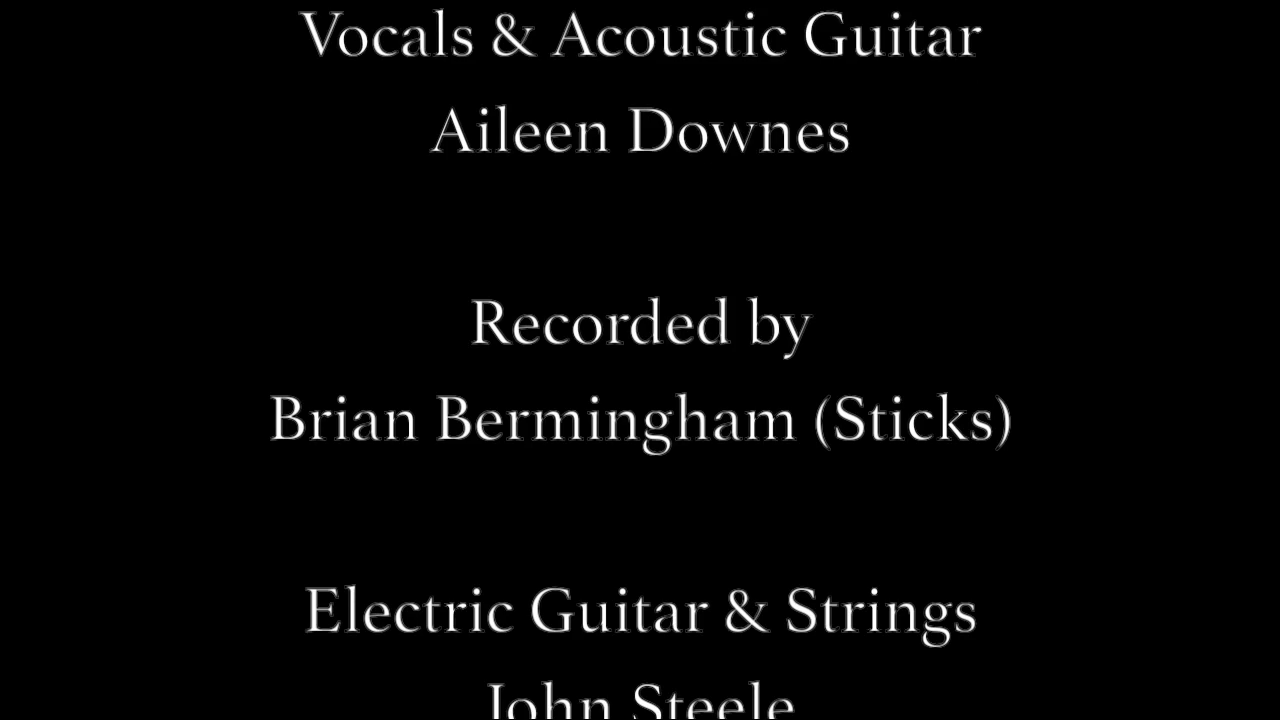 Vocals & Acoustic Guitar
Aileen Downes
Recorded by
Brian Bermingham (Sticks)
Electric Guitar & Strings
John Steele